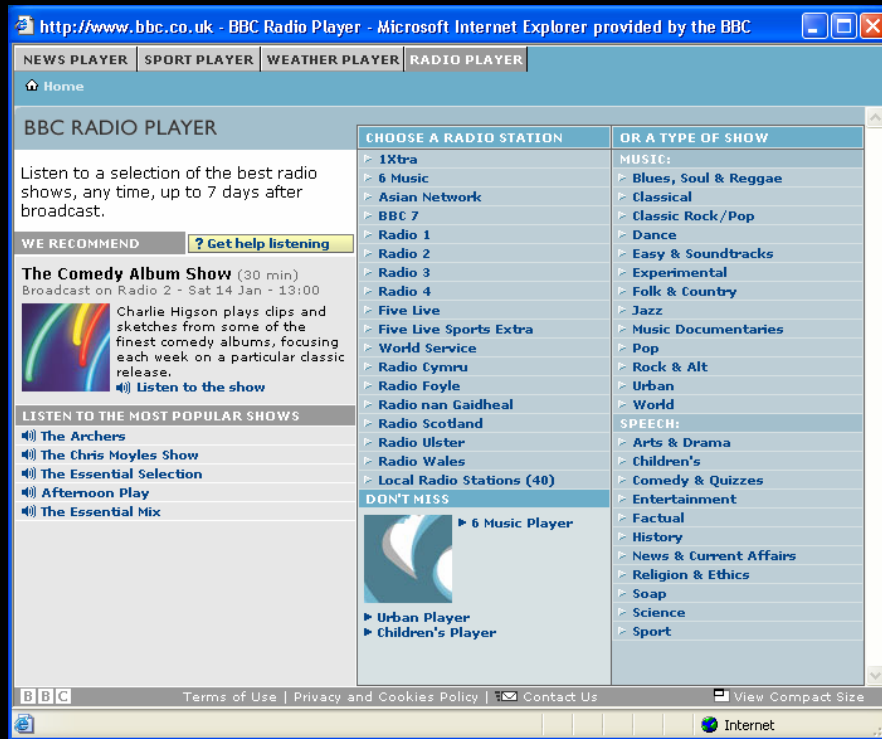 http://www.bbc.co.uk - BBC Radio Player - Microsoft Internet Explorer provided by the BBC
NEWS PLAYER
SPORT PLAYER
WEATHER PLAYER
RADIO PLAYER
Home
BBC RADIO PLAYER
Listen to a selection of the best radio
shows, any time, up to 7 days after
broadcast.
WE RECOMMEND
? Get help listening
The Comedy Album Show (30 min)
Broadcast on Radio 2 - Sat 14 Jan - 13:00
Charlie Higson plays clips and
sketches from some of the
finest comedy albums, focusing
each week on a particular classic
release.
Listen to the show
LISTEN TO THE MOST POPULAR SHOWS
The Archers
The Chris Moyles Show
The Essential Selection
Afternoon Play
The Essential Mix
CHOOSE A RADIO STATION
1Xtra
6 Music
Asian Network
BBC 7
Radio 1
Radio 2
Radio 3
Radio 4
Five Live
Five Live Sports Extra
World Service
Radio Cymru
Radio Foyle
Radio nan Gaidheal
Radio Scotland
Radio Ulster
Radio Wales
Local Radio Stations (40)
DON'T MISS
6 Music Player
Urban Player
Children's Player
OR A TYPE OF SHOW
MUSIC:
Blues, Soul & Reggae
Classical
Classic Rock/Pop
Dance
Easy & Soundtracks
Experimental
Folk & Country
Jazz
Music Documentaries
Pop
Rock & Alt
Urban
World
SPEECH:
Arts & Drama
Children's
Comedy & Quizzes
Entertainment
Factual
History
News & Current Affairs
Religion & Ethics
Soap
Science
Sport
BBC
Terms of Use | Privacy and Cookies Policy | Contact Us
View Compact Size
Internet